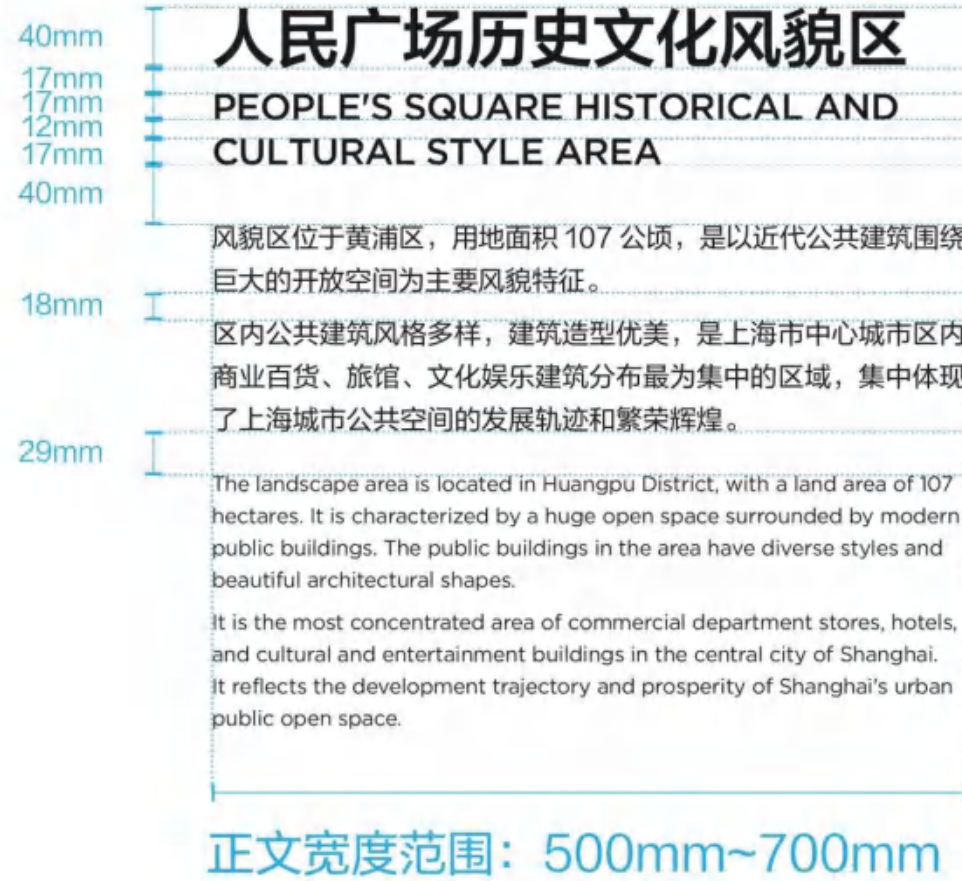 40mm
17mm
17mm
12mm
17mm
40mm
18mm
29mm
人民广场历史文化风貌区
PEOPLE'S SQUARE HISTORICAL AND
CULTURAL STYLE AREA
风貌区位于黄浦区，用地面积 107 公顷，是以近代公共建筑围绕
巨大的开放空间为主要风貌特征。
区内公共建筑风格多样，建筑造型优美，是上海市中心城市区内
商业百货、旅馆、文化娱乐建筑分布最为集中的区域，集中体现
了上海城市公共空间的发展轨迹和繁荣辉煌。
The landscape area is located in Huangpu District, with a land area of 107
hectares. It is characterized by a huge open space surrounded by modern
public buildings. The public buildings in the area have diverse styles and
beautiful architectural shapes.
It is the most concentrated area of commercial department stores, hotels,
and cultural and entertainment buildings in the central city of Shanghai.
It reflects the development trajectory and prosperity of Shanghai's urban
public open space.
正文宽度范围：500mm~700mm